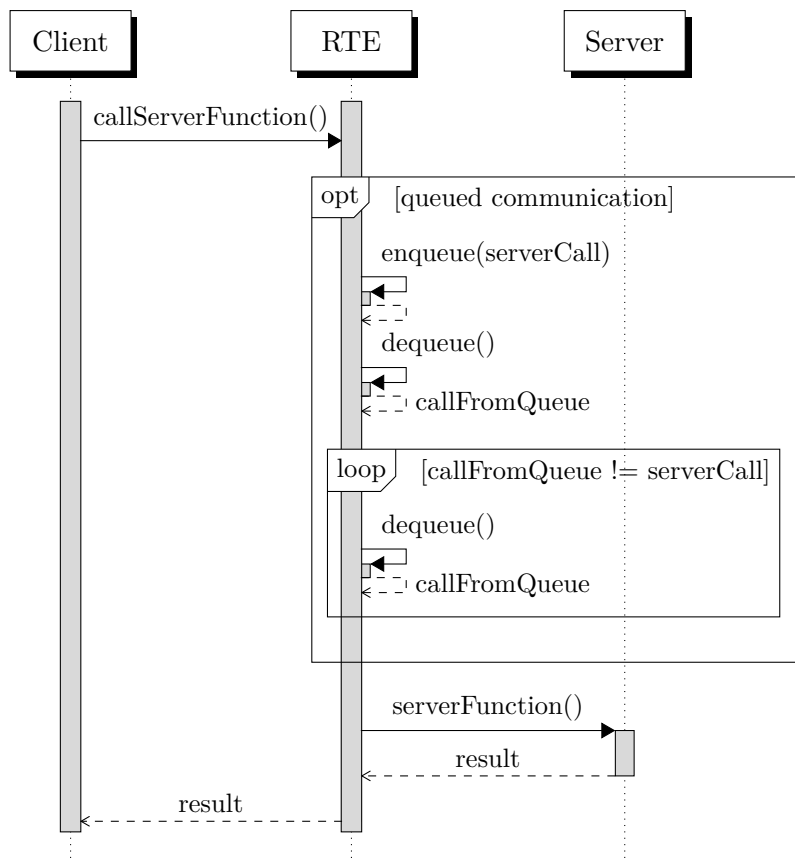 Client
RTE
Server
callServerFunction()
opt
[queued communication]
enqueue(serverCall)
dequeue()
callFromQueue
loop
[callFromQueue != serverCall]
dequeue()
callFromQueue
serverFunction()
result
result